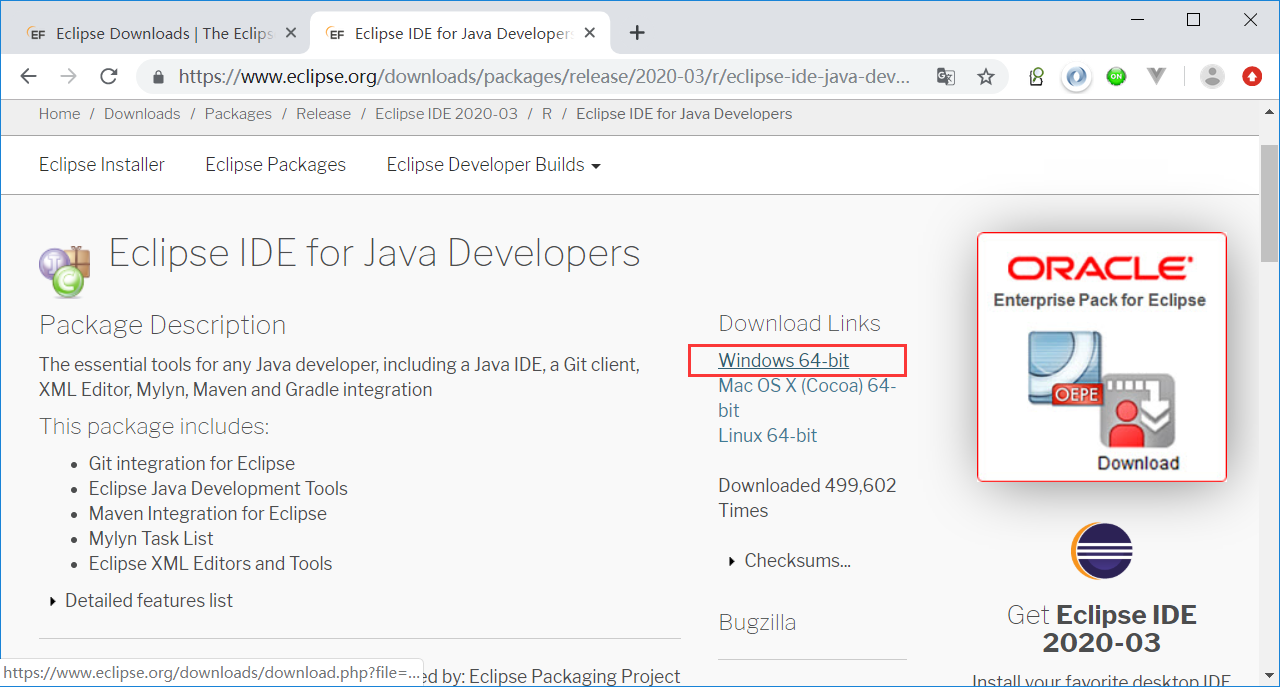 EF Eclipse Downloads | The Eclips
EF Eclipse IDE for Java Developer
https://www.eclipse.org/downloads/packages/release/2020-03/r/eclipse-ide-java-dev...
ON
Home / Downloads / Packages / Release / Eclipse IDE 2020-03 / R / Eclipse IDE for Java Developers
Eclipse Installer Eclipse Packages Eclipse Developer Builds
Eclipse IDE for Java Developers
Package Description
The essential tools for any Java developer, including a Java IDE, a Git client,
XML Editor, Mylyn, Maven and Gradle integration
This package includes:
• Git integration for Eclipse
• Eclipse Java Development Tools
• Maven Integration for Eclipse
• Mylyn Task List
• Eclipse XML Editors and Tools
Detailed features list
ed by: Eclipse Packaging Project
https://www.eclipse.org/downloads/download.php?file=...
Download Links
Windows 64-bit
Mac OS X (Cocoa) 64-
bit
Linux 64-bit
Downloaded 499,602
Times
Checksums...
Bugzilla
ORACLE
Enterprise Pack for Eclipse
OEPE
Download
Get Eclipse IDE
2020-03
Install your favorite desktop IDE